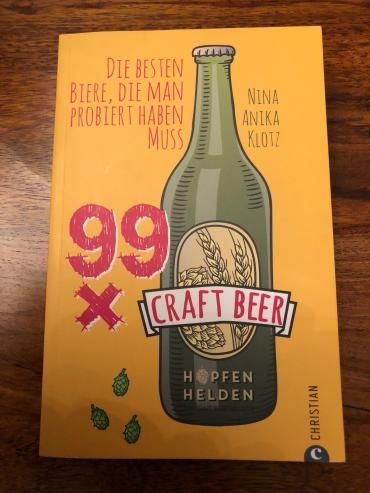 DIE BESTEN
BIERE, DIE MAN
PROBIERT HABEN
MUSS
NINA
ANIKA
KLOTZ
99
X
CRAFT BEER
HOPFEN
HELDEN
CHRISTIAN
C